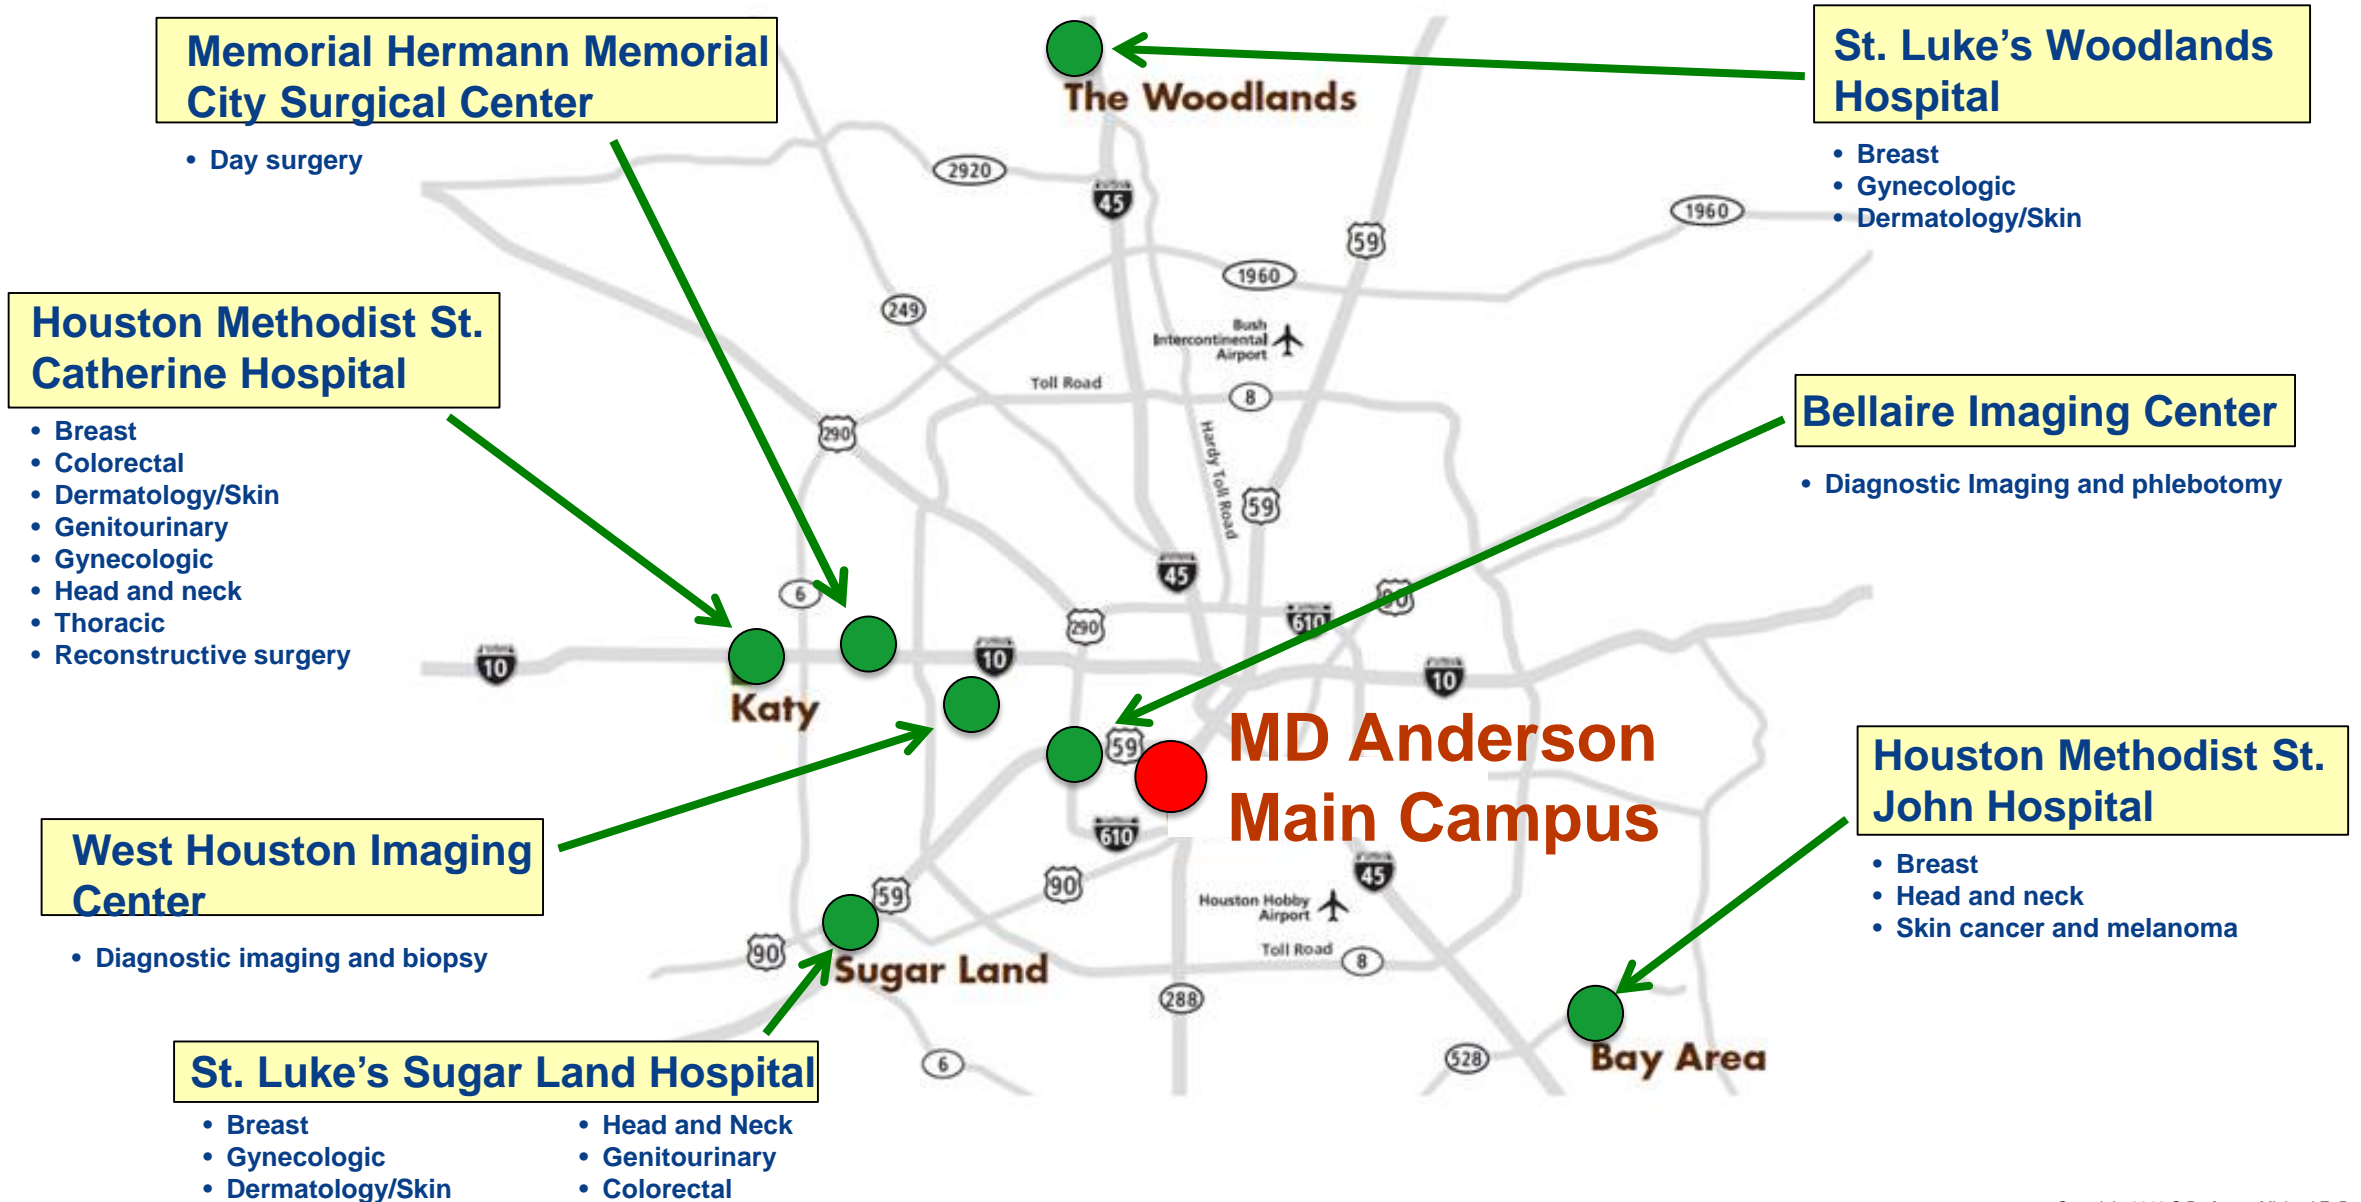 Memorial Hermann Memorial
City Surgical Center
• Day surgery
St. Luke’s Woodlands
Hospital
• Breast
• Gynecologic
• Dermatology/Skin
Houston Methodist St.
Catherine Hospital
• Breast
• Colorectal
• Dermatology/Skin
• Genitourinary
• Gynecologic
• Head and neck
• Thoracic
• Reconstructive surgery
Bellaire Imaging Center
• Diagnostic Imaging and phlebotomy
West Houston Imaging
Center
• Diagnostic imaging and biopsy
Houston Methodist St.
John Hospital
• Breast
• Head and neck
• Skin cancer and melanoma
St. Luke’s Sugar Land Hospital
• Breast
• Gynecologic
• Dermatology/Skin
• Head and Neck
• Genitourinary
• Colorectal
MD Anderson
Main Campus
The Woodlands
2920
45
59
1960
1960
249
Bush
Intercontinental
Airport
Toll Road
8
290
Hardy Toll Road
59
45
6
290
610
90
10
10
10
Katy
59
610
90
59
45
Houston Hobby
Airport
90
Sugar Land
Toll Road
8
288
6
528
Bay Area